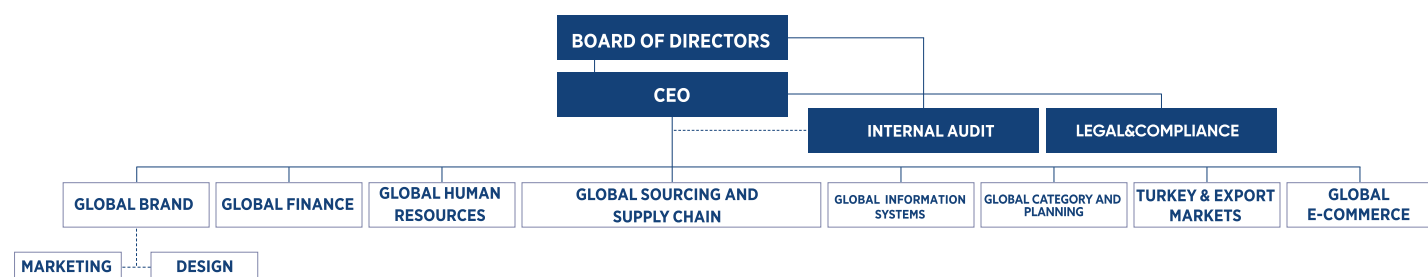 BOARD OF DIRECTORS
CEO
INTERNAL AUDIT
LEGAL&COMPLIANCE
GLOBAL BRAND
GLOBAL FINANCE
GLOBAL HUMAN
RESOURCES
GLOBAL SOURCING AND
SUPPLY CHAIN
GLOBAL INFORMATION
SYSTEMS
GLOBAL CATEGORY AND
PLANNING
TURKEY & EXPORT
MARKETS
GLOBAL
E-COMMERCE
MARKETING
DESIGN